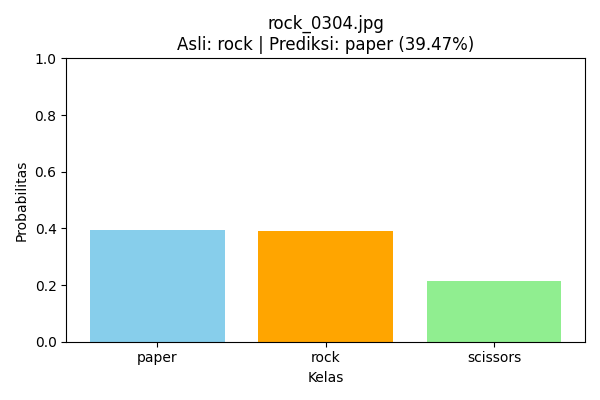 rock_0304.jpg
Asli: rock | Prediksi: paper (39.47%)
1.0
0.8
0.6
0.4
0.2
0.0
Probabilitas
paper rock scissors
Kelas